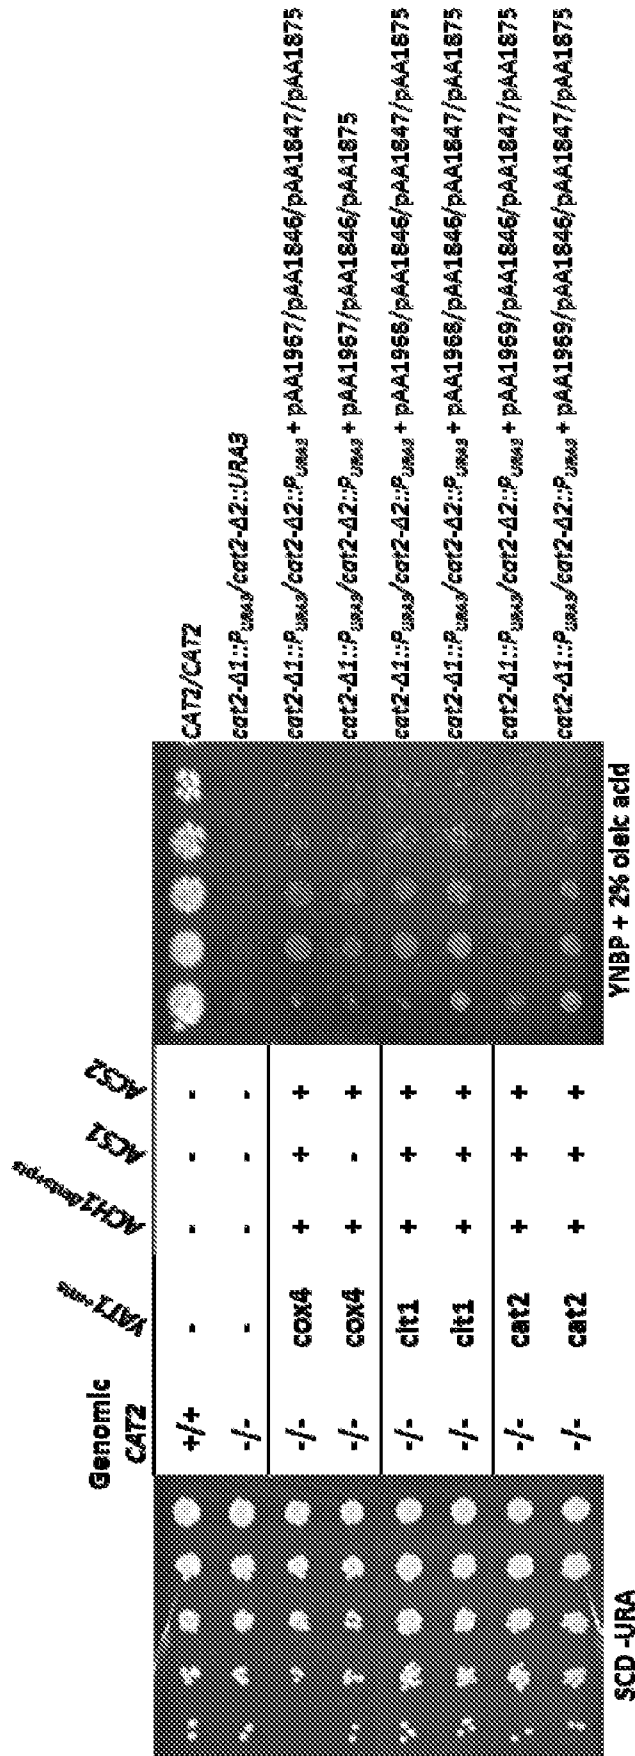 Genomic
CAT2 YAT1+mts ACH1Δmts+pts ACS1 ACS2
+/+ - - - - CAT2/CAT2
-/- - - - - cat2-Δ1::PURA3/cat2-Δ2::URA3
-/- cox4 + + + cat2-Δ1::PURA3/cat2-Δ2::PURA3 + pAA1967/pAA1846/pAA1847/pAA1875
-/- cox4 + - + cat2-Δ1::PURA3/cat2-Δ2::PURA3 + pAA1967/pAA1846/pAA1875
-/- cit1 + + + cat2-Δ1::PURA3/cat2-Δ2::PURA3 + pAA1968/pAA1846/pAA1847/pAA1875
-/- cit1 + + + cat2-Δ1::PURA3/cat2-Δ2::PURA3 + pAA1968/pAA1846/pAA1847/pAA1875
-/- cat2 + + + cat2-Δ1::PURA3/cat2-Δ2::PURA3 + pAA1969/pAA1846/pAA1847/pAA1875
-/- cat2 + + + cat2-Δ1::PURA3/cat2-Δ2::PURA3 + pAA1969/pAA1846/pAA1847/pAA1875
SCD -URA
YNBP + 2% oleic acid